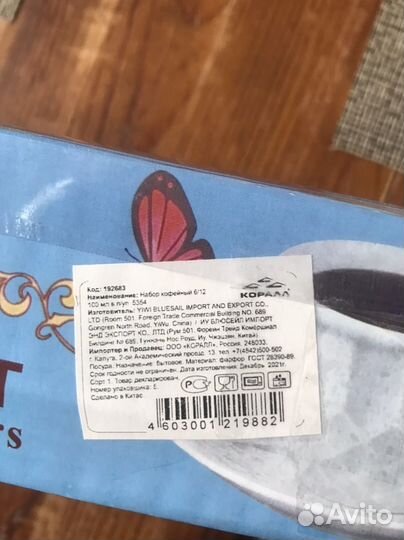 Код: 192683
Наименование: Набор кофейный 6/12
100 мл в п/уп 5354
КОРАЛЛ
Изготовитель: YIWI BLUESAIL IMPORT AND EXPORT CO.,
LTD (Room 501. Foreign Trade Commercial Building NO. 689
Gongren North Road, YiWu China) / ИУ БЛЮСЕЙЛ ИМПОРТ
ЭНД ЭКСПОРТ КО., ЛТД (Рум 501, Форейн Трейд Комёршиал
Билдинг № 689, Нос Роуд, Иу, Чжэцзян, Китай)
Импортер и Продавец: ООО «КОРАЛЛ», Россия, 248033,
г. Калуга, 2-ой Академический проезд, 13 тел. +7(4842)500-502
Посуда. Назначение: бытовое. Материал: фарфор. ГОСТ 28390-89.
Срок годности не ограничен. Дата изготовления: Декабрь 2021г.
Сорт 1. Товар декларирован.
Номер упаковщика: 6
Сделано в Китае
4 603001 219882
T
rs
Avito